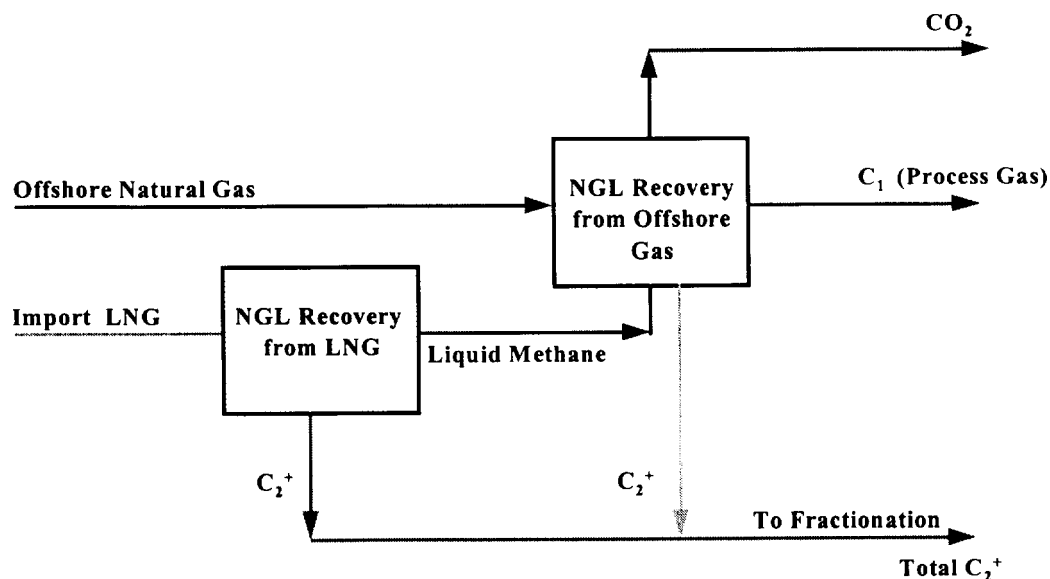 CO₂
Offshore Natural Gas
NGL Recovery
from Offshore
Gas
C₁ (Process Gas)
Import LNG
NGL Recovery
from LNG
Liquid Methane
C₂⁺
C₂⁺
To Fractionation
Total C₂⁺